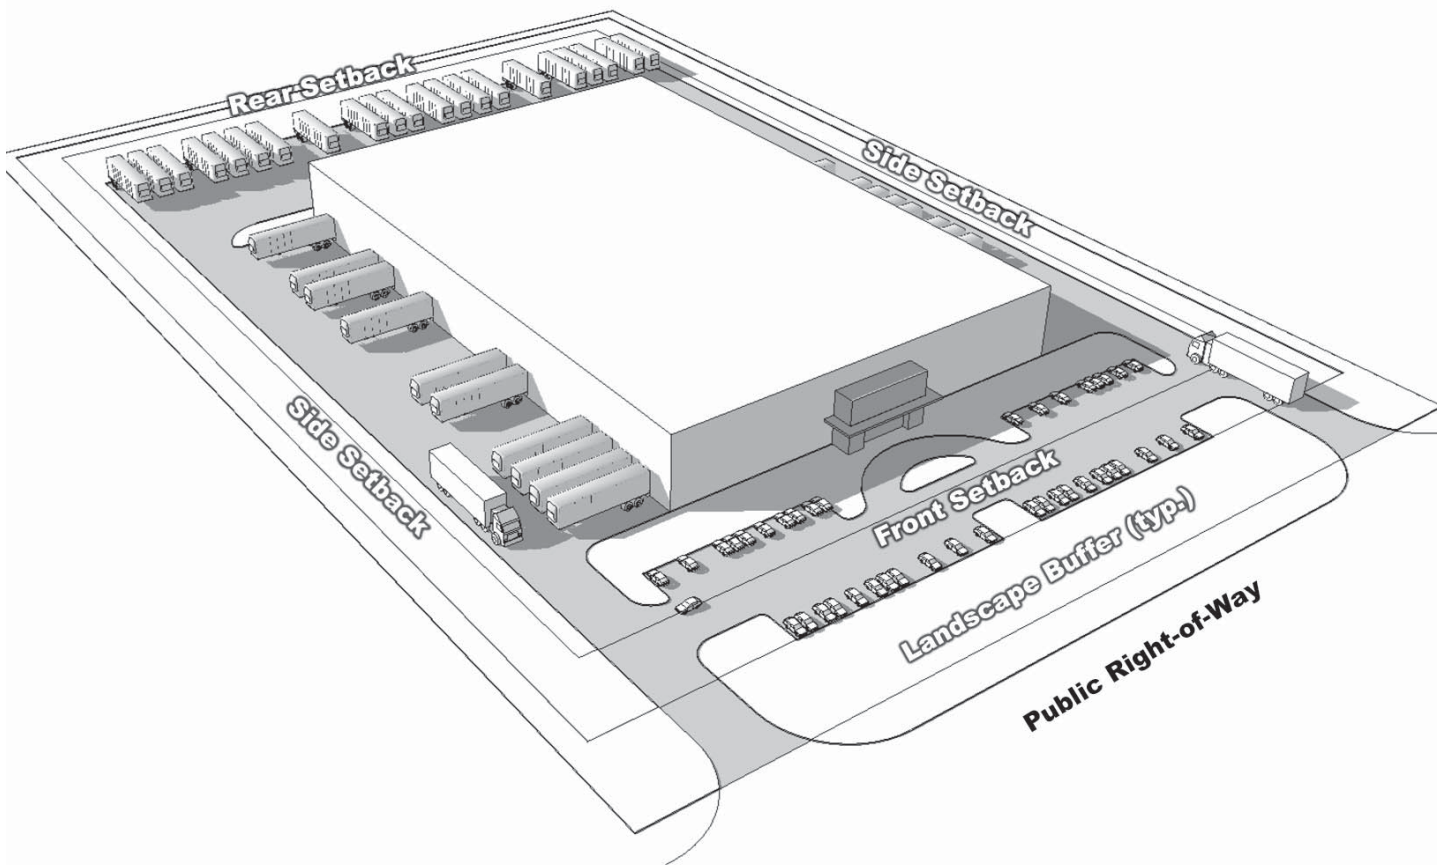 Rear Setback
Side Setback
Side Setback
Front Setback
Landscape Buffer (typ.)
Public Right-of-Way